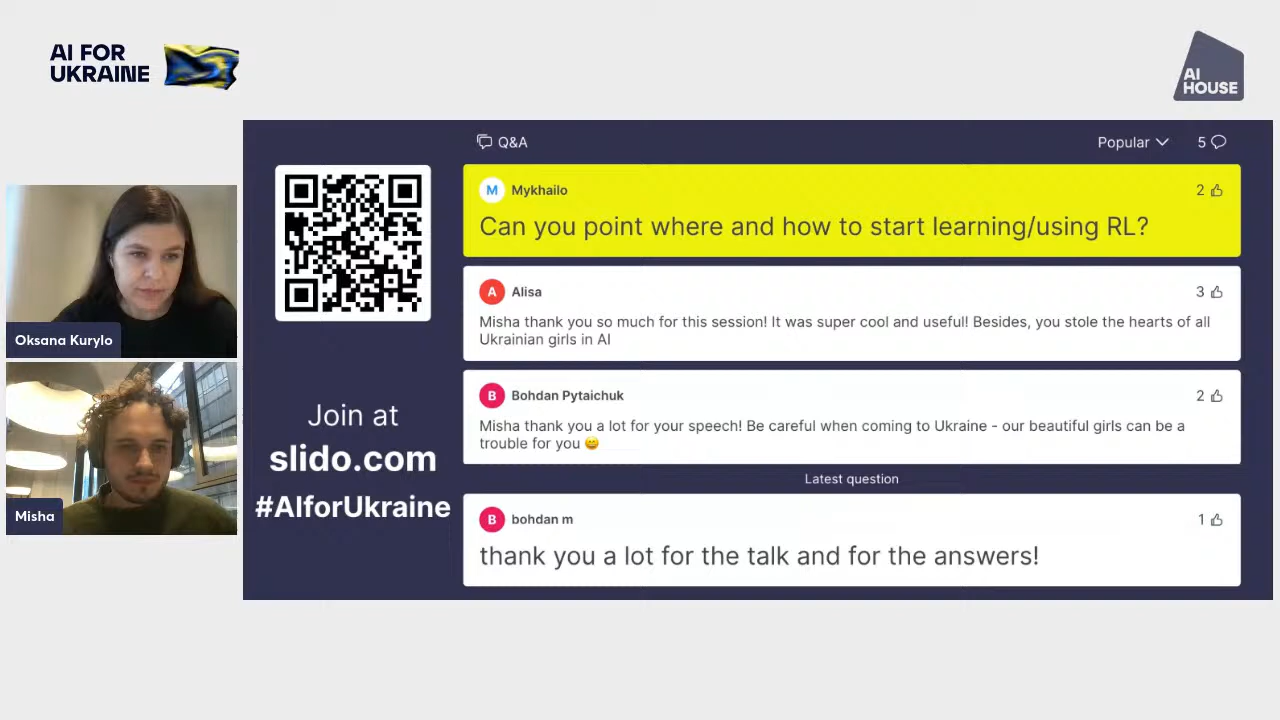 AI FOR
UKRAINE
AI
HOUSE
Q&A
Popular
5
M
Mykhailo
2
Can you point where and how to start learning/using RL?
A
Alisa
3
Misha thank you so much for this session! It was super cool and useful! Besides, you stole the hearts of all
Ukrainian girls in AI
B
Bohdan Pytaichuk
2
Misha thank you a lot for your speech! Be careful when coming to Ukraine - our beautiful girls can be a
trouble for you 😄
Latest question
B
bohdan m
1
thank you a lot for the talk and for the answers!
Join at
slido.com
#AIforUkraine
Oksana Kurylo
Misha